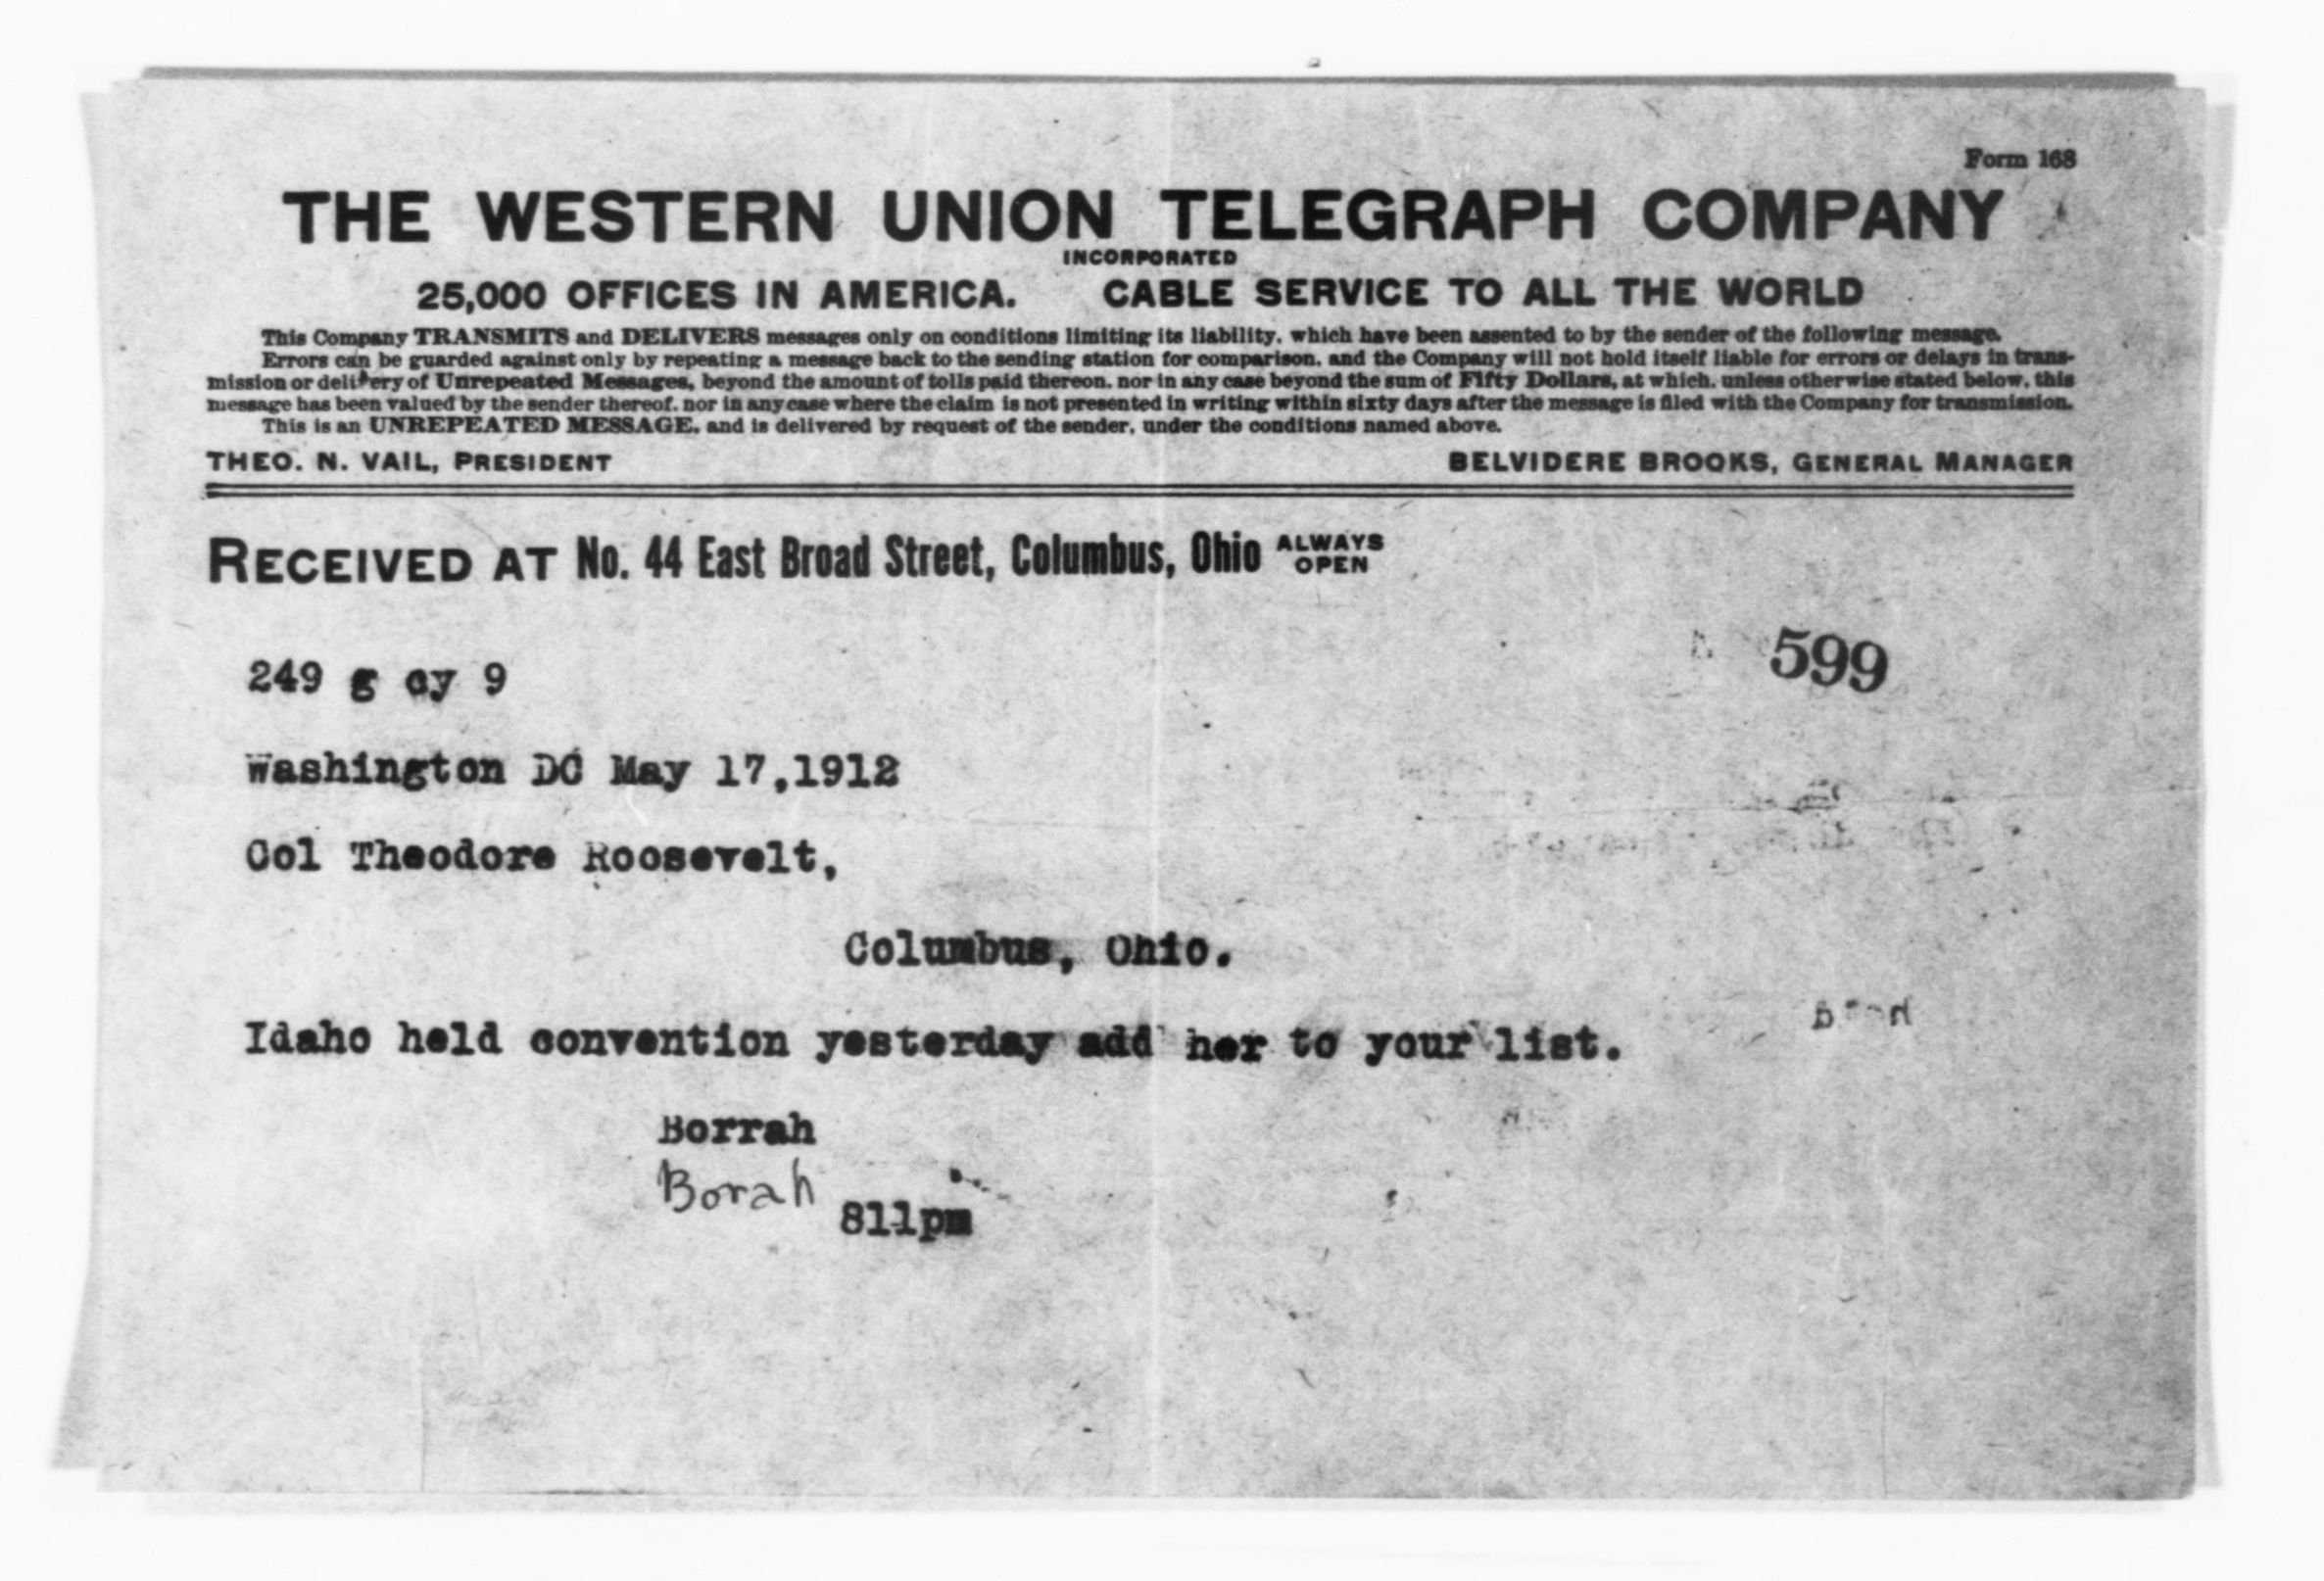 Form 168
THE WESTERN UNION TELEGRAPH COMPANY
INCORPORATED
25,000 OFFICES IN AMERICA. CABLE SERVICE TO ALL THE WORLD
This Company TRANSMITS and DELIVERS messages only on conditions limiting its liability, which have been assented to by the sender of the following message.
Errors can be guarded against only by repeating a message back to the sending station for comparison, and the Company will not hold itself liable for errors or delays in trans-
mission or delivery of Unrepeated Messages, beyond the amount of tolls paid thereon, nor in any case beyond the sum of Fifty Dollars, at which, unless otherwise stated below, this
message has been valued by the sender thereof, nor in any case where the claim is not presented in writing within sixty days after the message is filed with the Company for transmission.
This is an UNREPEATED MESSAGE, and is delivered by request of the sender, under the conditions named above.
THEO. N. VAIL, PRESIDENT BELVIDERE BROOKS, GENERAL MANAGER
RECEIVED AT No. 44 East Broad Street, Columbus, Ohio ALWAYS OPEN
599
249 g cy 9
Washington DC May 17,1912
Col Theodore Roosevelt,
Columbus, Ohio.
Idaho held convention yesterday add her to your list.
Borrah
Borah
811pm